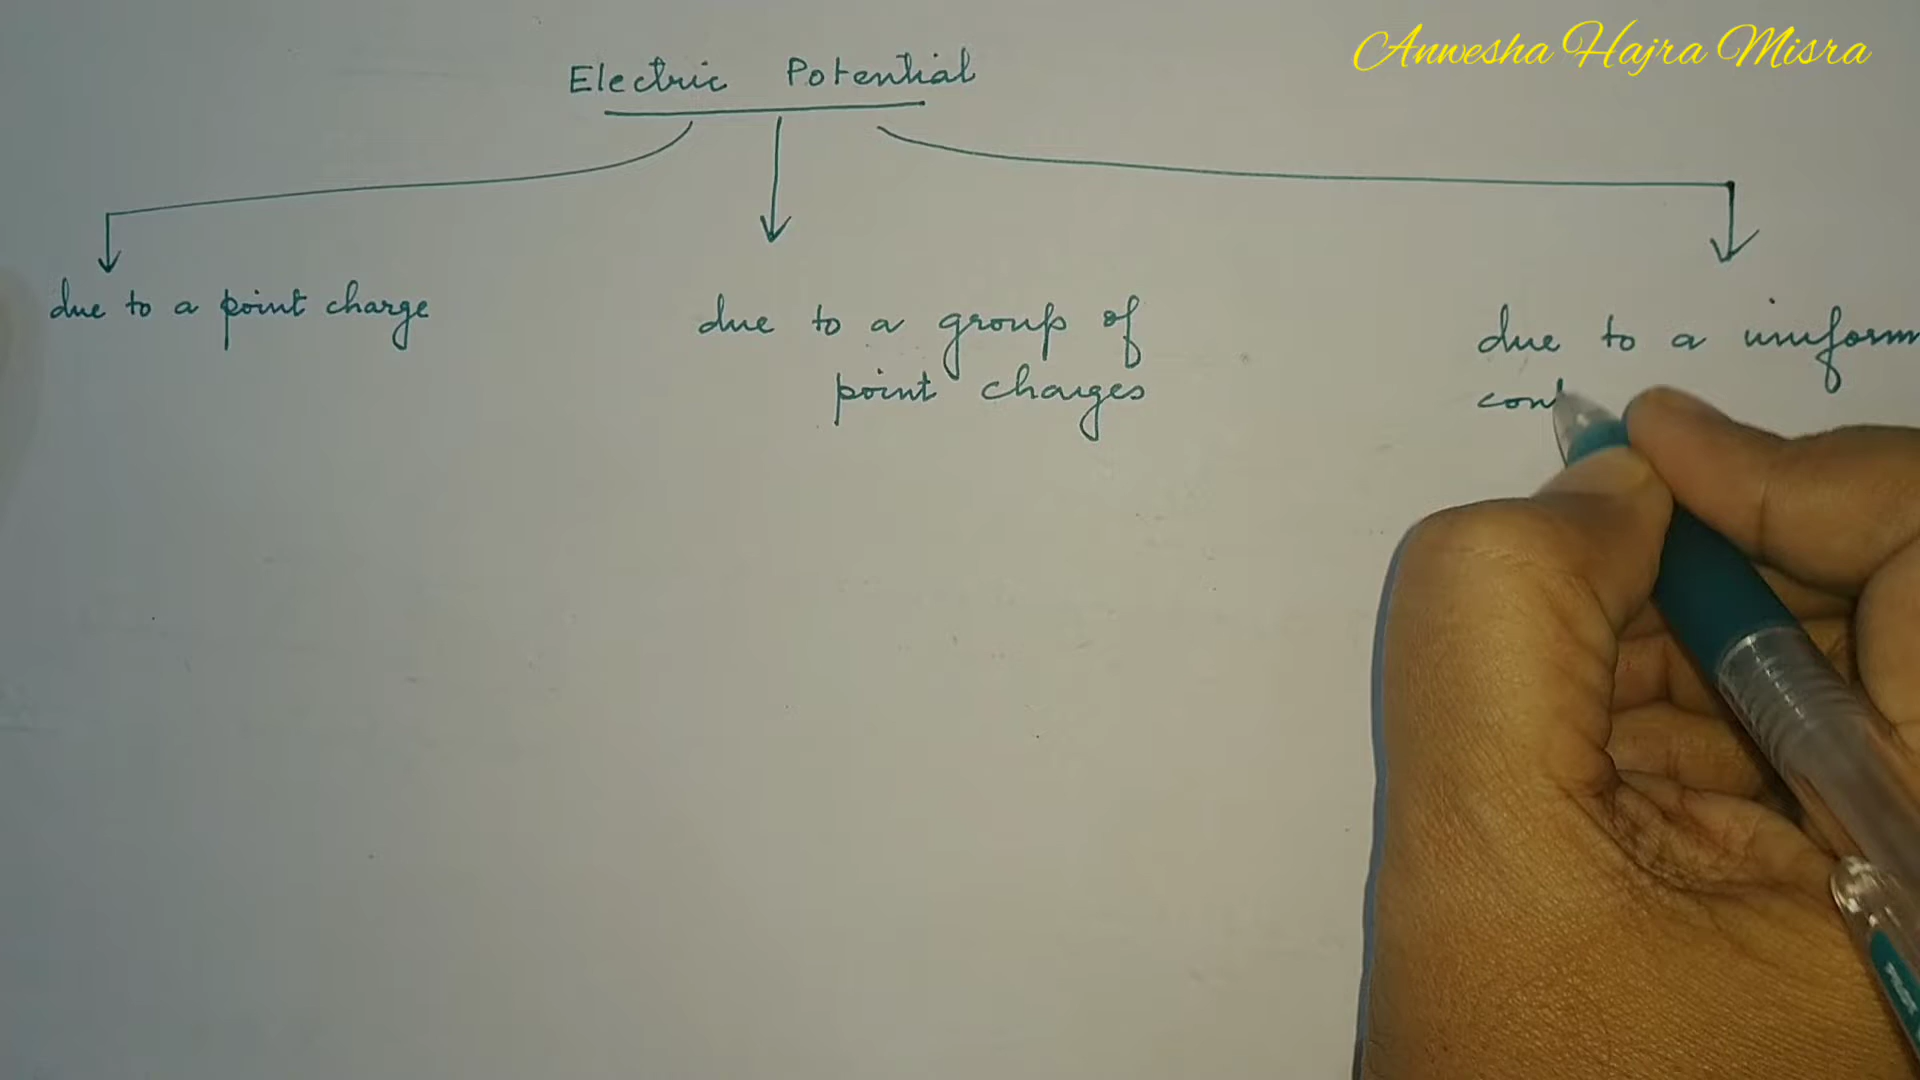 Anwesha Hajra Misra
Electric Potential
due to a point charge
due to a group of
point charges
due to a uniform